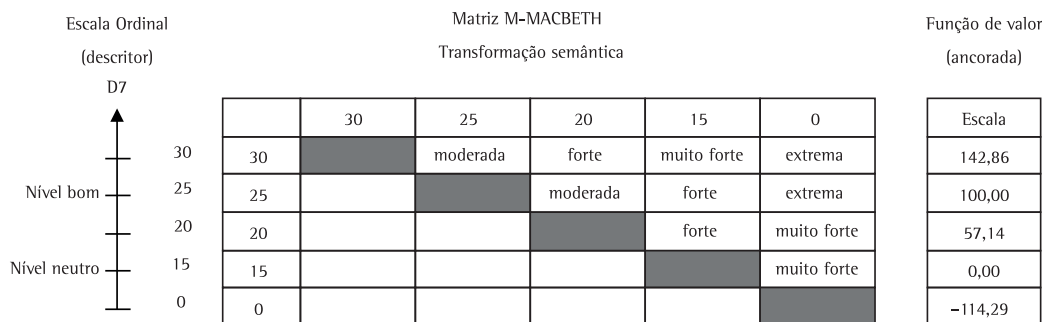 Escala Ordinal
(descritor)
D7
Matriz M-MACBETH
Transformação semântica
Função de valor
(ancorada)
30 25 20 15 0 Escala
30 30 moderada forte muito forte extrema 142,86
Nível bom 25 25 moderada forte extrema 100,00
20 20 forte muito forte 57,14
Nível neutro 15 15 muito forte 0,00
0 0 -114,29